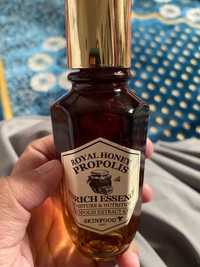 ROYAL HONEY
PROPOLIS
RICH ESSENCE
MOISTURE & NUTRITION
PROPOLIS EXTRACT
SKINFOOD